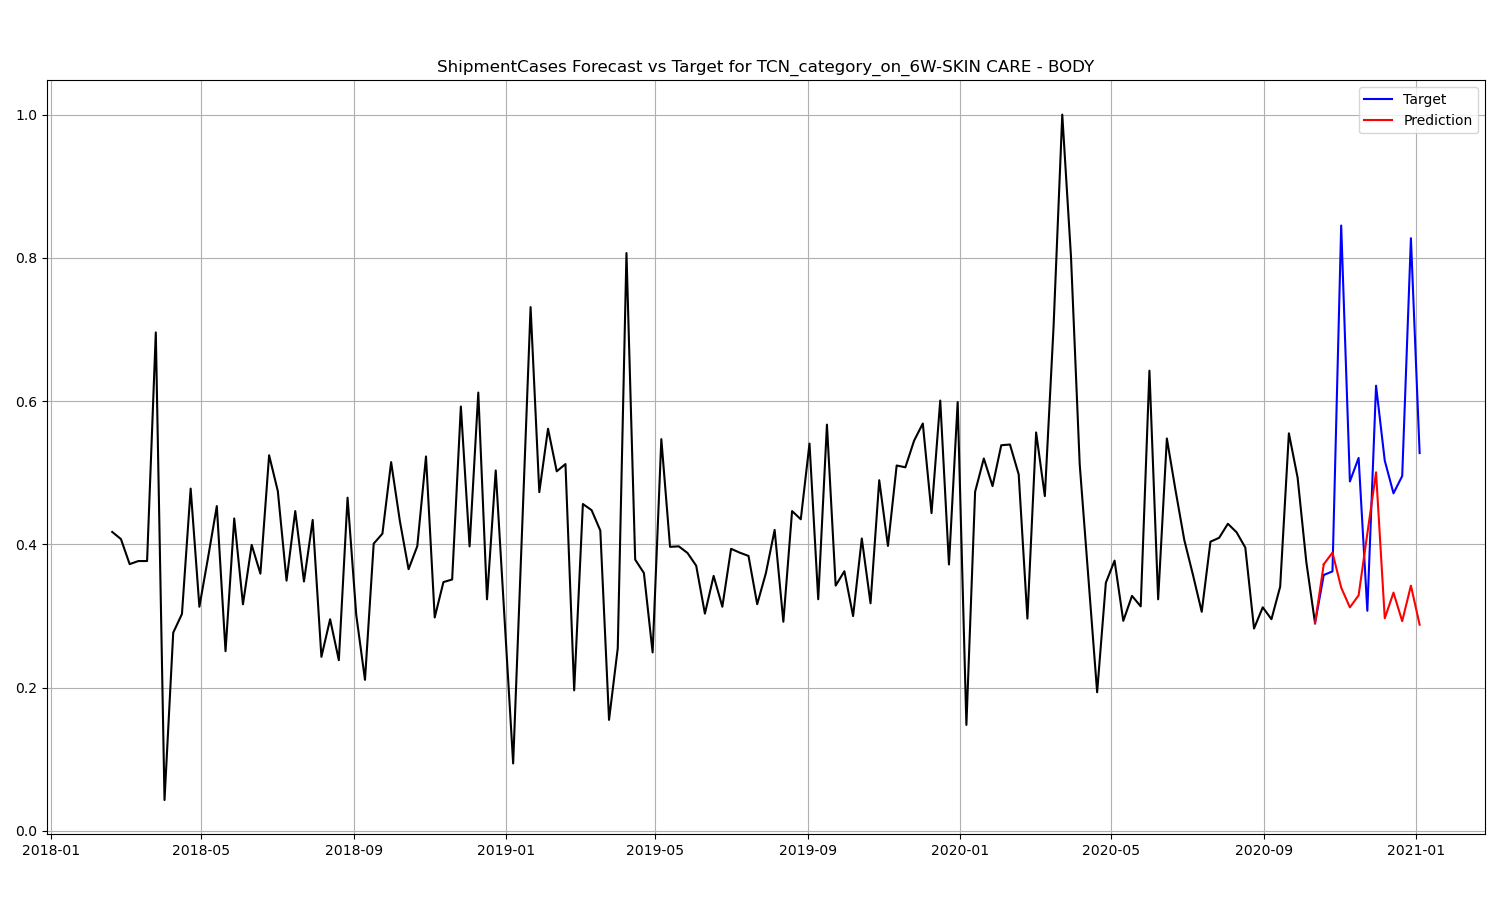 ShipmentCases Forecast vs Target for TCN_category_on_6W-SKIN CARE - BODY
Target
Prediction
1.0
0.8
0.6
0.4
0.2
0.0
2018-01 2018-05 2018-09 2019-01 2019-05 2019-09 2020-01 2020-05 2020-09 2021-01